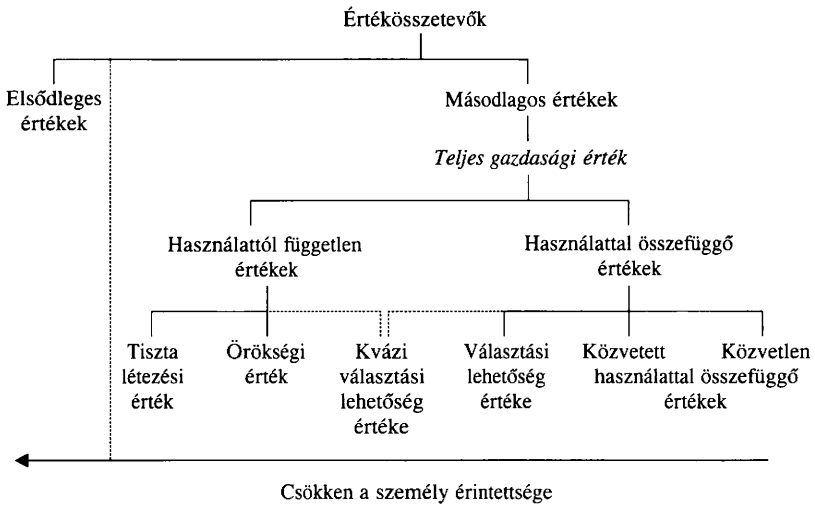 Értékösszetevők
Elsődleges
értékek
Másodlagos értékek
Teljes gazdasági érték
Használattól független
értékek
Használattal összefüggő
értékek
Tiszta
létezési
érték
Örökségi
érték
Kvázi
választási
lehetőség
értéke
Választási
lehetőség
értéke
Közvetett Közvetlen
használattal összefüggő
értékek
Csökken a személy érintettsége